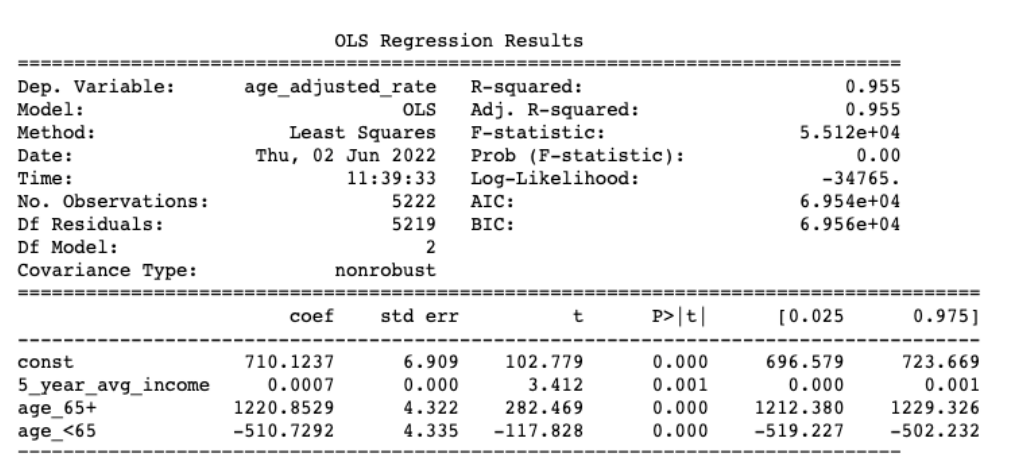 OLS Regression Results
==============================================================================
Dep. Variable: age_adjusted_rate R-squared: 0.955
Model: OLS Adj. R-squared: 0.955
Method: Least Squares F-statistic: 5.512e+04
Date: Thu, 02 Jun 2022 Prob (F-statistic): 0.00
Time: 11:39:33 Log-Likelihood: -34765.
No. Observations: 5222 AIC: 6.954e+04
Df Residuals: 5219 BIC: 6.956e+04
Df Model: 2
Covariance Type: nonrobust
=====================================================================================
coef std err t P>|t| [0.025 0.975]
-------------------------------------------------------------------------------------
const 710.1237 6.909 102.779 0.000 696.579 723.669
5_year_avg_income 0.0007 0.000 3.412 0.001 0.000 0.001
age_65+ 1220.8529 4.322 282.469 0.000 1212.380 1229.326
age_<65 -510.7292 4.335 -117.828 0.000 -519.227 -502.232
------------------------------------------------------------------------------